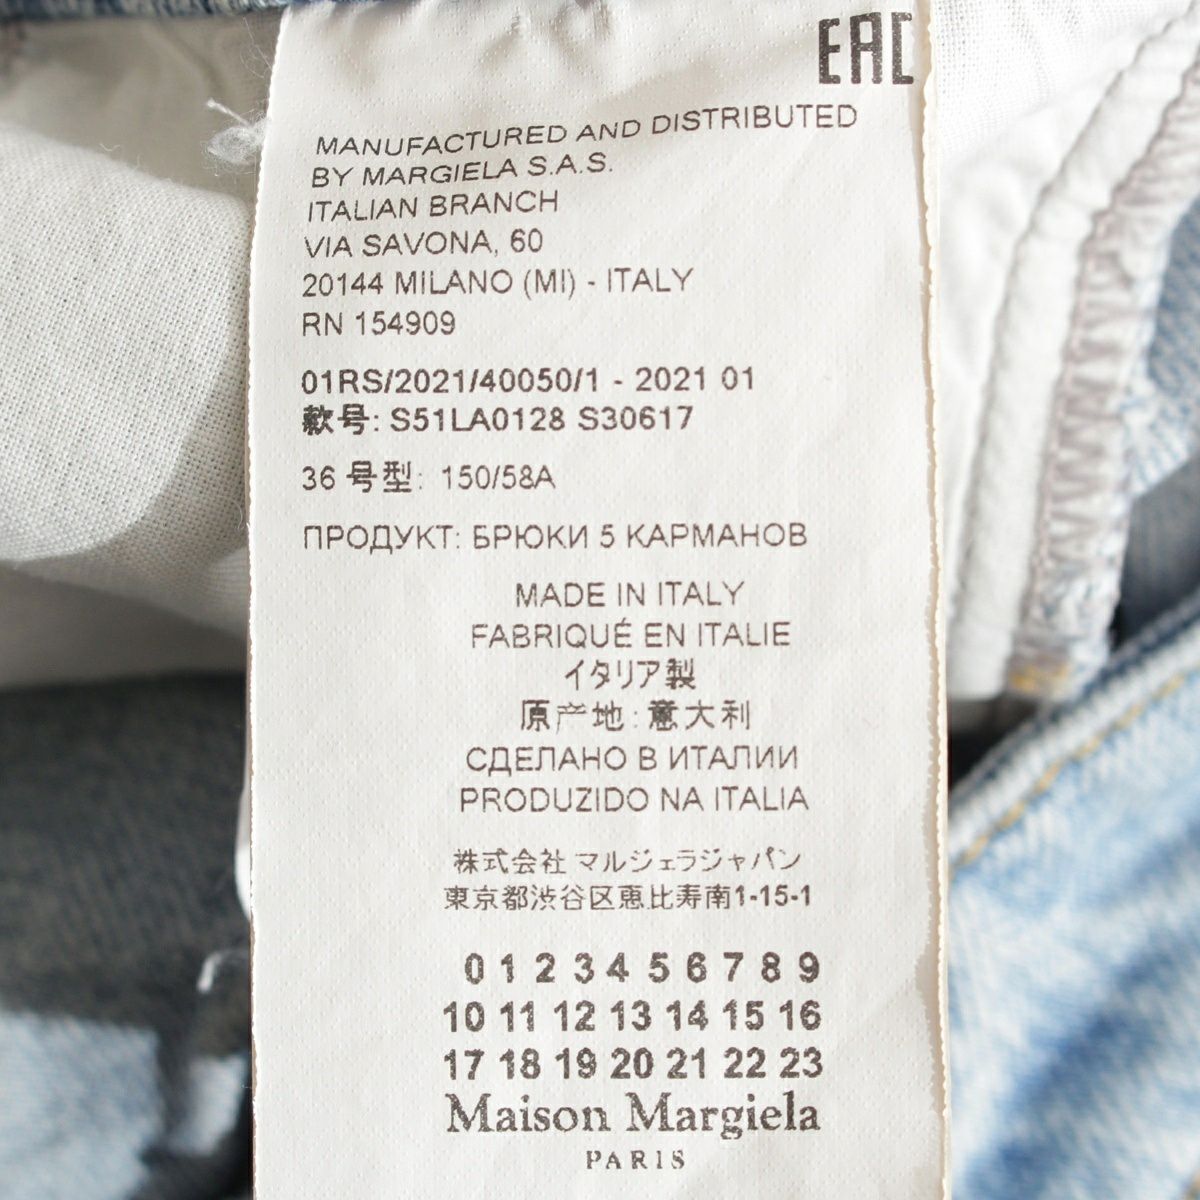 EAC
MANUFACTURED AND DISTRIBUTED
BY MARGIELA S.A.S.
ITALIAN BRANCH
VIA SAVONA, 60
20144 MILANO (MI) - ITALY
RN 154909
01RS/2021/40050/1 - 2021 01
款号: S51LA0128 S30617
36 号型: 150/58A
ПРОДУКТ: БРЮКИ 5 КАРМАНОВ
MADE IN ITALY
FABRIQUÉ EN ITALIE
イタリア製
原产地: 意大利
СДЕЛАНО В ИТАЛИИ
PRODUZIDO NA ITALIA
株式会社 マルジェラジャパン
東京都渋谷区恵比寿南1-15-1
0 1 2 3 4 5 6 7 8 9
10 11 12 13 14 15 16
17 18 19 20 21 22 23
Maison Margiela
PARIS